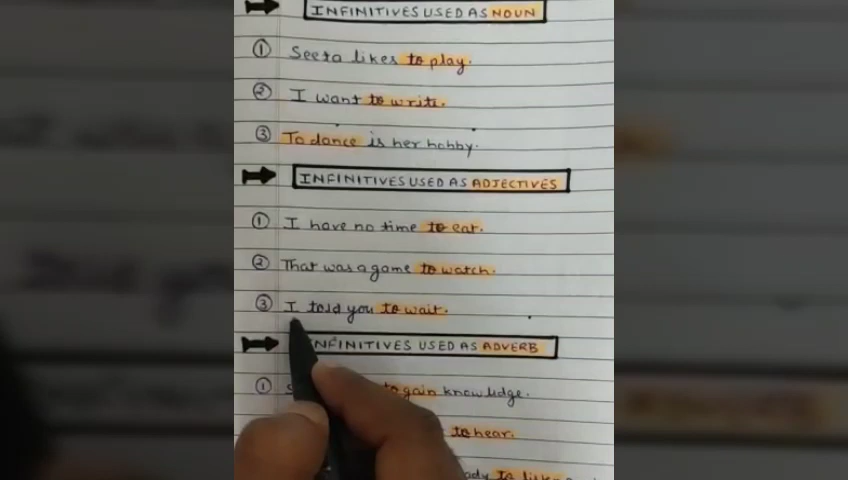 INFINITIVES USED AS NOUN
① Seeta likes to play.
② I want to write.
③ To dance is her hobby.
INFINITIVES USED AS ADJECTIVES
① I have no time to eat.
② That was a game to watch.
③ I told you to wait.
INFINITIVES USED AS ADVERB
① to gain knowledge.
to hear.